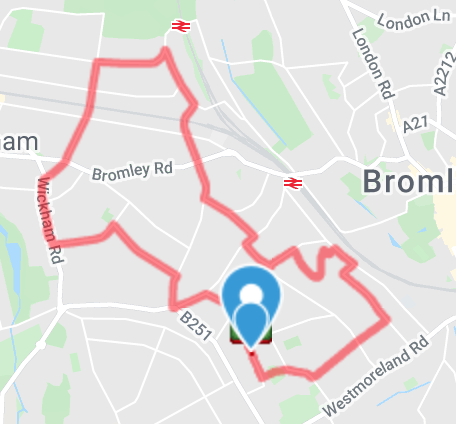 London Ln
London Rd
A2212
A21
ham
Bromley Rd
Broml
Wickham Rd
B251
Westmoreland Rd